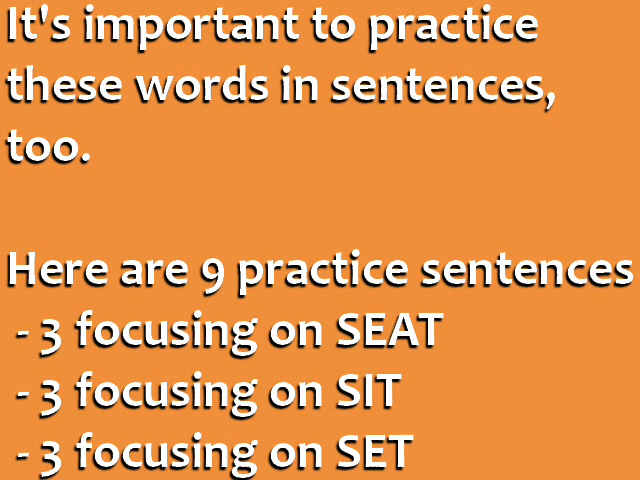 It's important to practice
these words in sentences,
too.
Here are 9 practice sentences
- 3 focusing on SEAT
- 3 focusing on SIT
- 3 focusing on SET